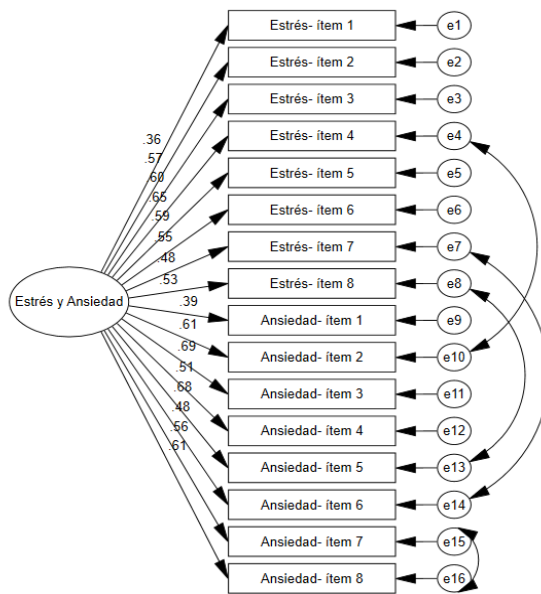 Estrés- ítem 1
e1
Estrés- ítem 2
e2
Estrés- ítem 3
e3
Estrés- ítem 4
e4
Estrés- ítem 5
e5
Estrés- ítem 6
e6
Estrés- ítem 7
e7
Estrés- ítem 8
e8
Ansiedad- ítem 1
e9
Ansiedad- ítem 2
e10
Ansiedad- ítem 3
e11
Ansiedad- ítem 4
e12
Ansiedad- ítem 5
e13
Ansiedad- ítem 6
e14
Ansiedad- ítem 7
e15
Ansiedad- ítem 8
e16
Estrés y Ansiedad
.36
.57
.60
.65
.59
.55
.48
.53
.39
.61
.69
.51
.68
.48
.56
.61